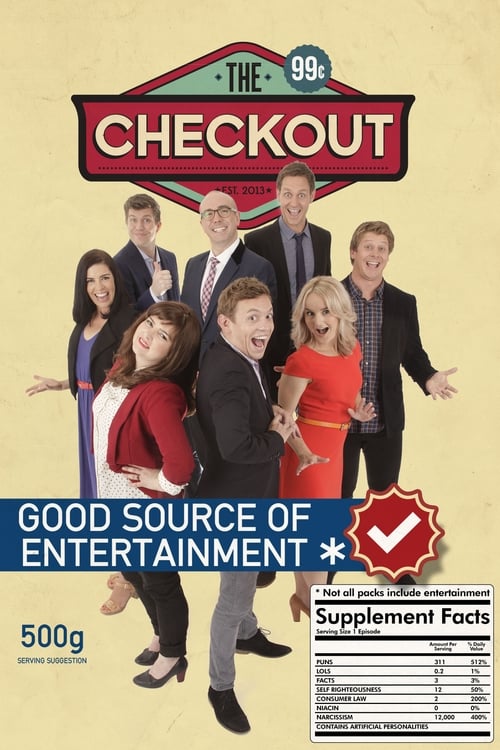 THE
99¢
CHECKOUT
★EST. 2013★
GOOD SOURCE OF
ENTERTAINMENT *
500g
SERVING SUGGESTION
* Not all packs include entertainment
Supplement Facts
Serving Size 1 Episode
Amount Per Serving % Daily Value
PUNS 311 512%
LOLS 0.2 1%
FACTS 3 3%
SELF RIGHTEOUSNESS 12 50%
CONSUMER LAW 2 200%
NIACIN 0 0%
NARCISSISM 12,000 400%
CONTAINS ARTIFICIAL PERSONALITIES